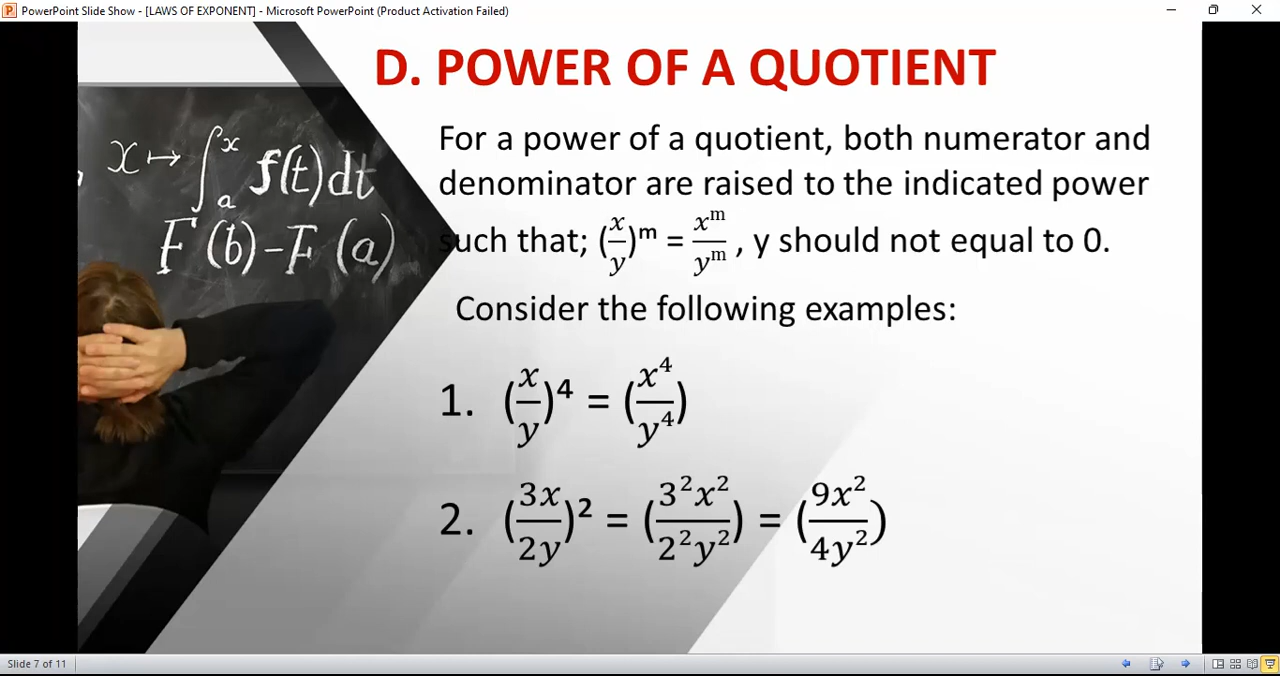 PowerPoint Slide Show - [LAWS OF EXPONENT] - Microsoft PowerPoint (Product Activation Failed)
D. POWER OF A QUOTIENT
x ↦ ∫ₐˣ f(t)dt
F(b)-F(a)
For a power of a quotient, both numerator and
denominator are raised to the indicated power
such that; (x/y)ᵐ = xᵐ/yᵐ , y should not equal to 0.
Consider the following examples:
1. (x/y)⁴ = (x⁴/y⁴)
2. (3x/2y)² = (3²x²/2²y²) = (9x²/4y²)
Slide 7 of 11